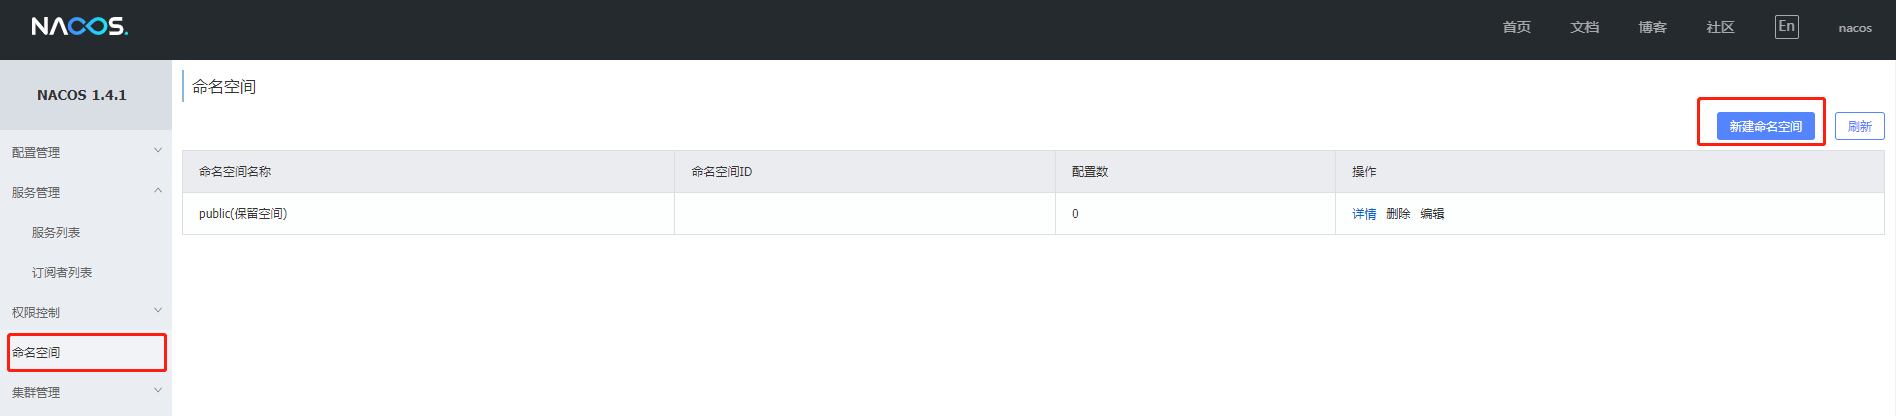 NACOS.
首页 文档 博客 社区 En nacos
NACOS 1.4.1
配置管理
服务管理
服务列表
订阅者列表
权限控制
命名空间
集群管理
命名空间
新建命名空间 刷新
命名空间名称 命名空间ID 配置数 操作
public(保留空间) 0 详情 删除 编辑